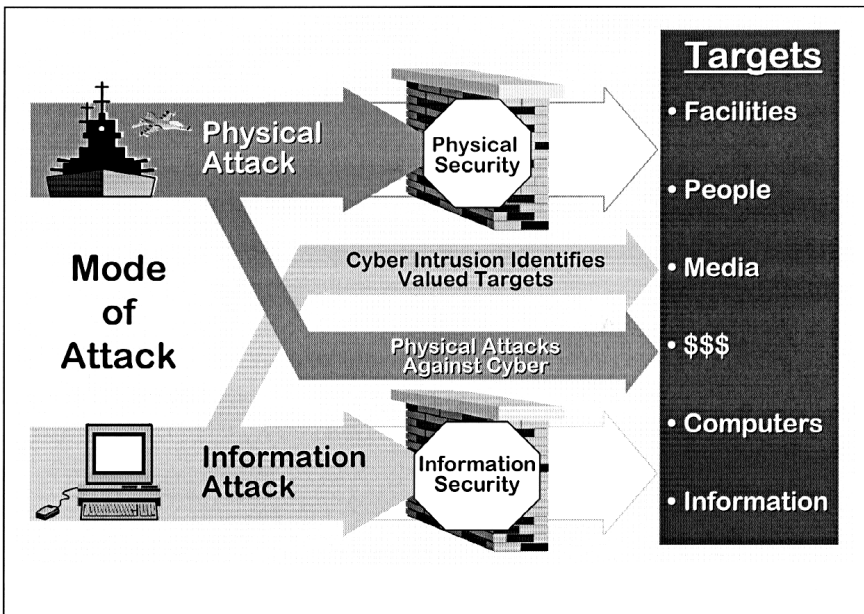 Targets
• Facilities
• People
• Media
• $$$
• Computers
• Information
Physical
Attack
Physical
Security
Mode
of
Attack
Cyber Intrusion Identifies
Valued Targets
Physical Attacks
Against Cyber
Information
Attack
Information
Security